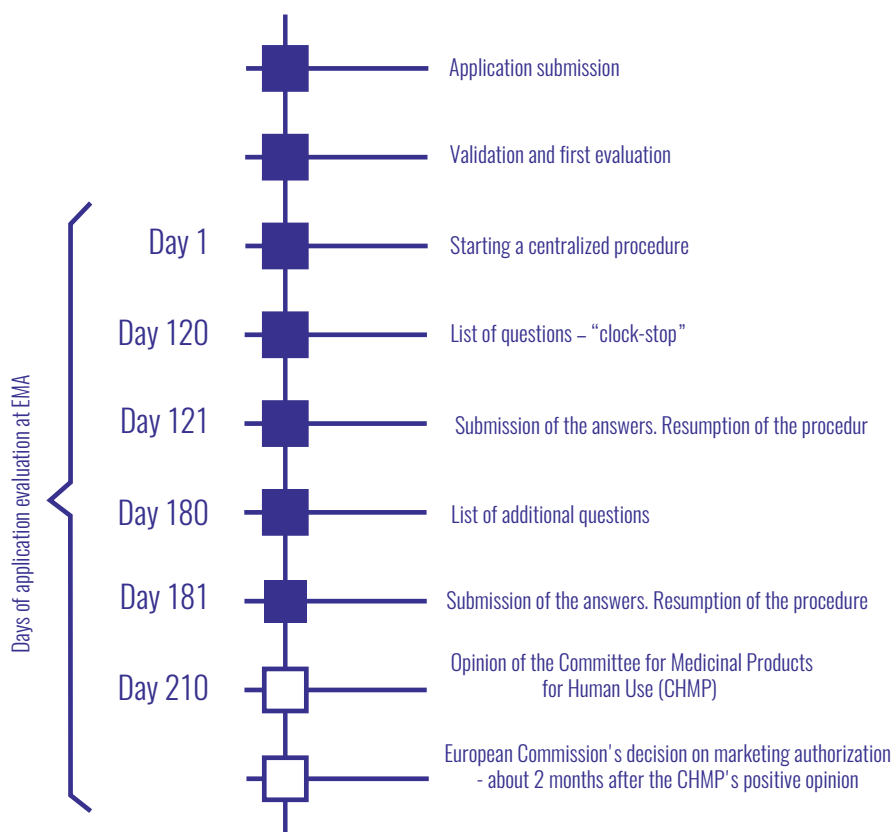 Application submission
Validation and first evaluation
Day 1
Starting a centralized procedure
Day 120
List of questions – “clock-stop”
Day 121
Submission of the answers. Resumption of the procedur
Day 180
List of additional questions
Day 181
Submission of the answers. Resumption of the procedure
Day 210
Opinion of the Committee for Medicinal Products
for Human Use (CHMP)
European Commission's decision on marketing authorization
- about 2 months after the CHMP's positive opinion
Days of application evaluation at EMA